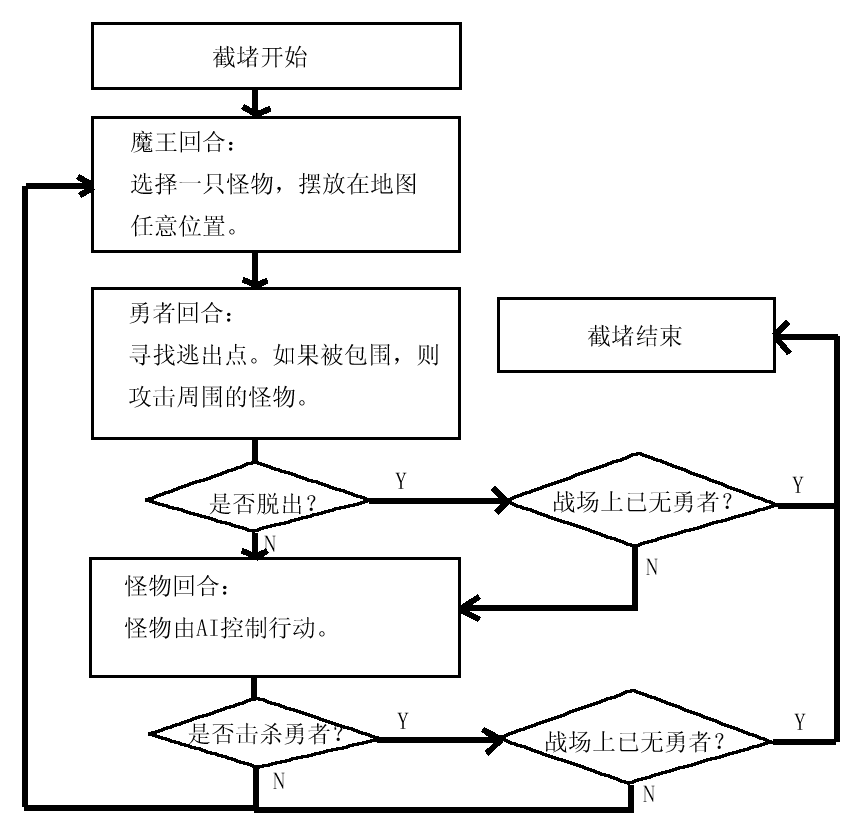 截堵开始
魔王回合：
选择一只怪物，摆放在地图
任意位置。
勇者回合：
寻找逃出点。如果被包围，则
攻击周围的怪物。
截堵结束
是否脱出？
Y
战场上已无勇者？
Y
N
N
怪物回合：
怪物由AI控制行动。
是否击杀勇者？
Y
战场上已无勇者？
Y
N
N